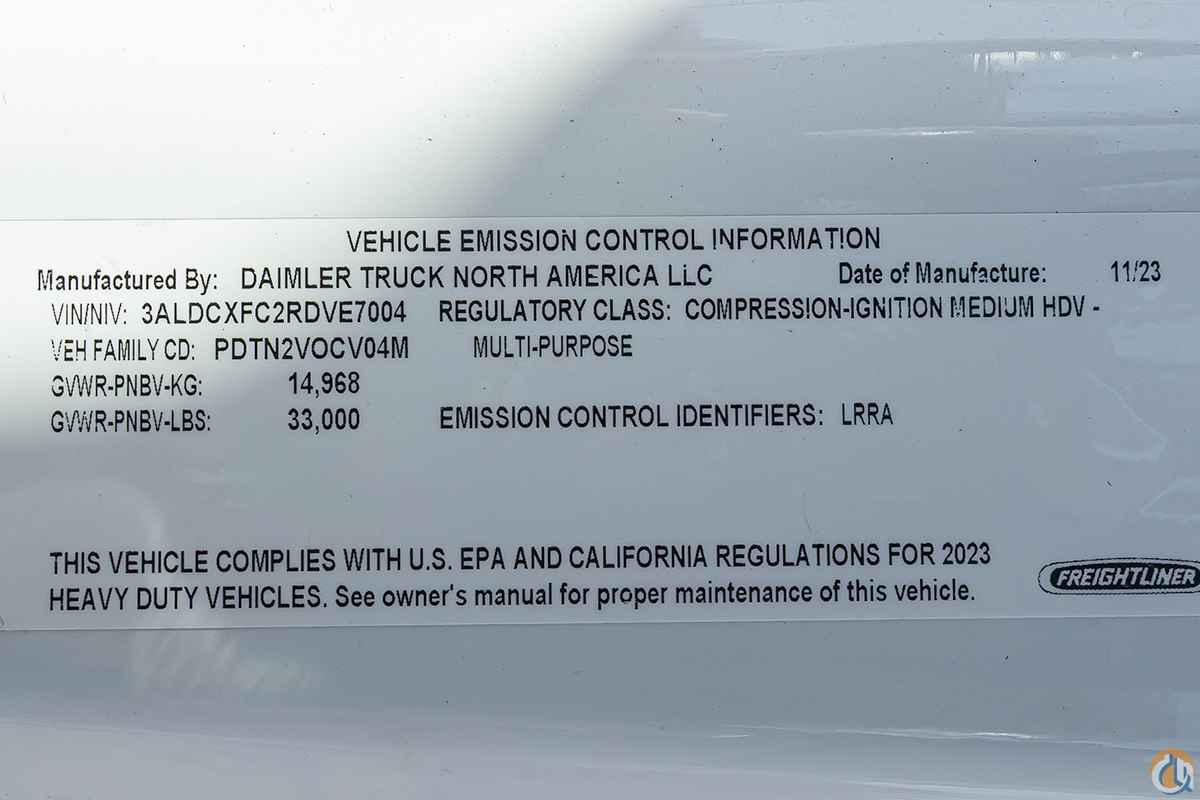 VEHICLE EMISSION CONTROL INFORMATION
Manufactured By: DAIMLER TRUCK NORTH AMERICA LLC Date of Manufacture: 11/23
VIN/NIV: 3ALDCXFC2RDVE7004 REGULATORY CLASS: COMPRESSION-IGNITION MEDIUM HDV -
VEH FAMILY CD: PDTN2VOCV04M MULTI-PURPOSE
GVWR-PNBV-KG: 14,968
GVWR-PNBV-LBS: 33,000 EMISSION CONTROL IDENTIFIERS: LRRA
THIS VEHICLE COMPLIES WITH U.S. EPA AND CALIFORNIA REGULATIONS FOR 2023
HEAVY DUTY VEHICLES. See owner's manual for proper maintenance of this vehicle.
FREIGHTLINER